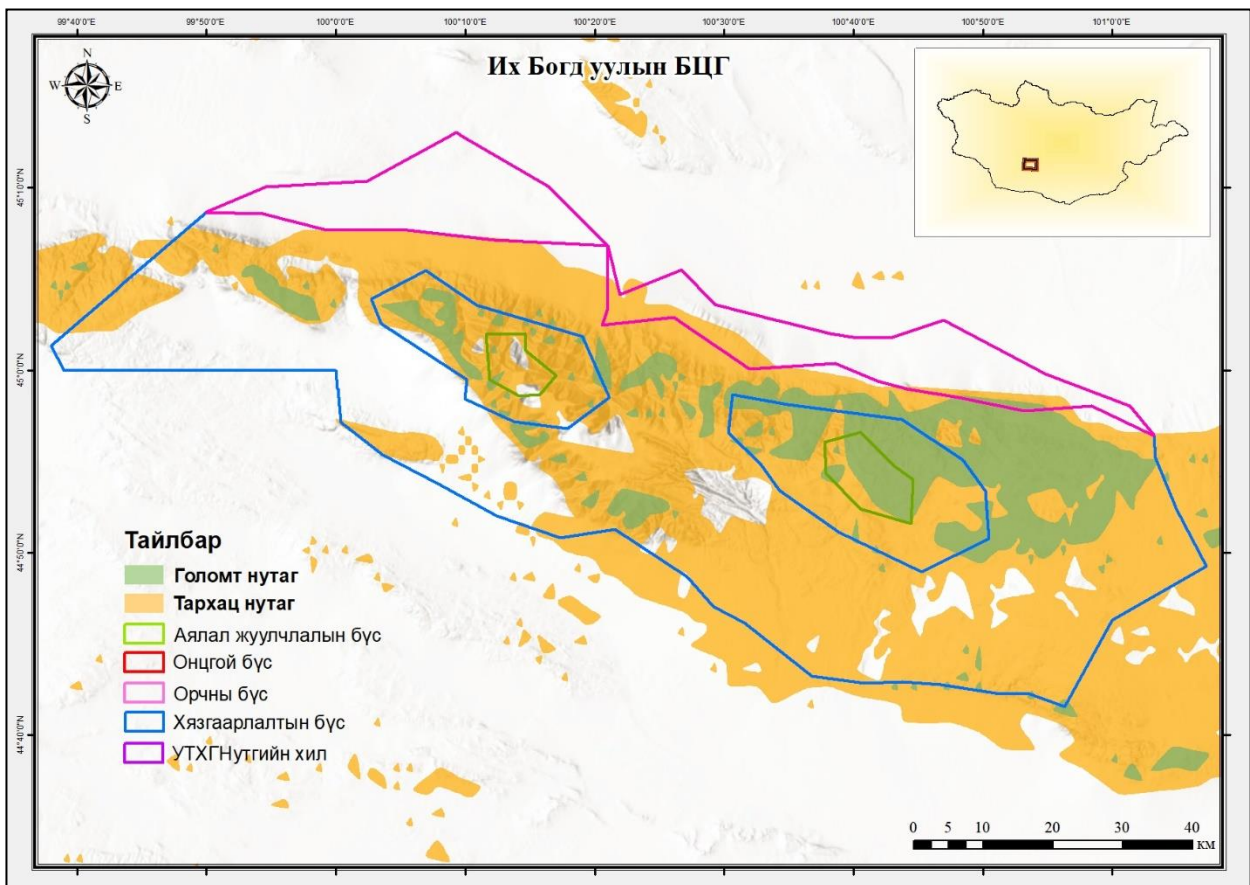 99°40'0"E 99°50'0"E 100°0'0"E 100°10'0"E 100°20'0"E 100°30'0"E 100°40'0"E 100°50'0"E 101°0'0"E
Их Богд уулын БЦГ
N
W E
S
45°10'0"N
45°0'0"N
44°50'0"N
44°40'0"N
Тайлбар
Голомт нутаг
Тархац нутаг
Аялал жуулчлалын бүс
Онцгой бүс
Орчны бүс
Хязгаарлалтын бүс
УТХГНутгийн хил
0 5 10 20 30 40
КМ